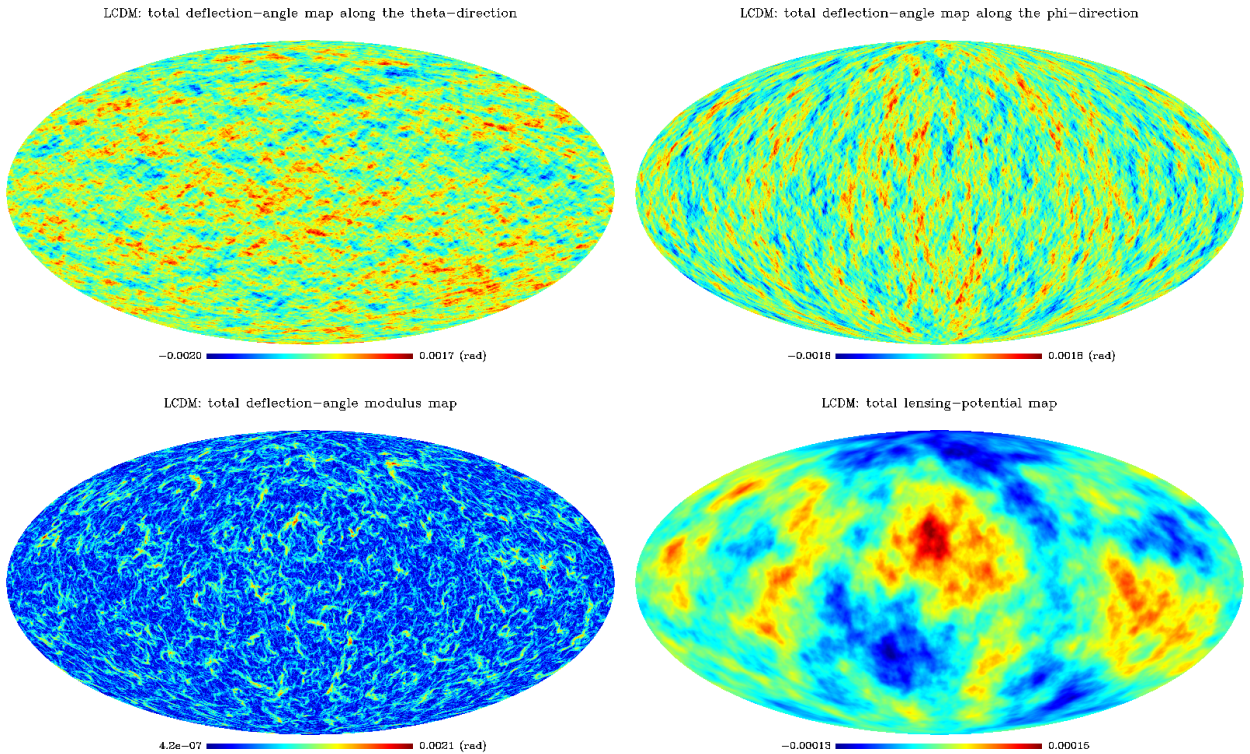 LCDM: total deflection-angle map along the theta-direction
LCDM: total deflection-angle map along the phi-direction
-0.0020 0.0017 (rad)
-0.0018 0.0018 (rad)
LCDM: total deflection-angle modulus map
LCDM: total lensing-potential map
4.2e-07 0.0021 (rad)
-0.00013 0.00015